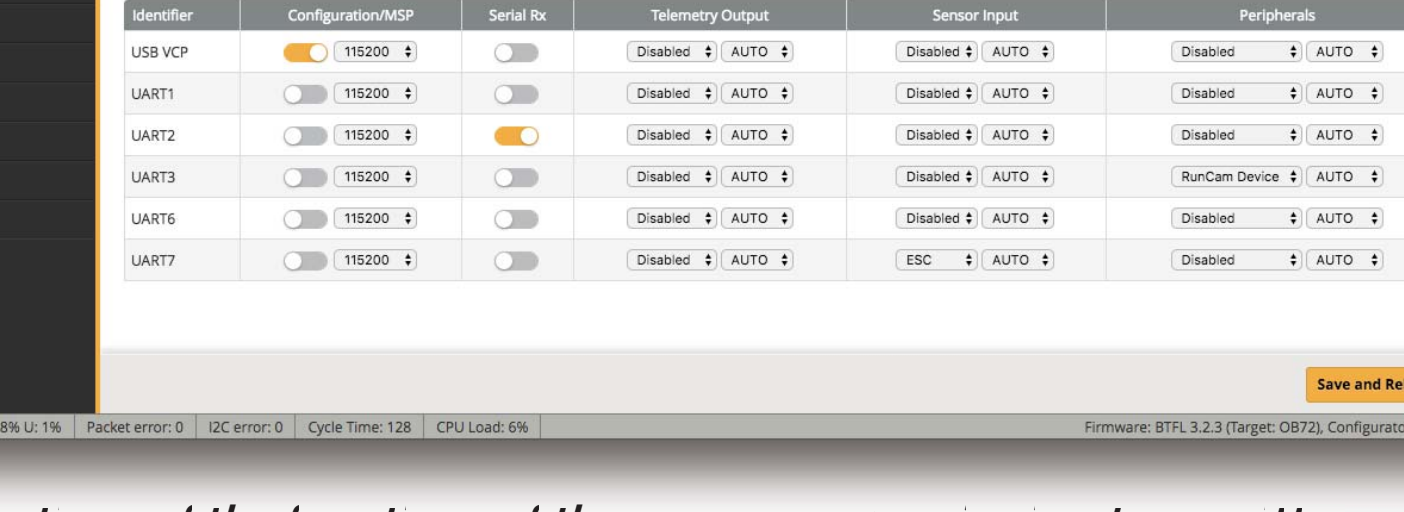 Identifier Configuration/MSP Serial Rx Telemetry Output Sensor Input Peripherals
USB VCP 115200 Disabled AUTO Disabled AUTO Disabled AUTO
UART1 115200 Disabled AUTO Disabled AUTO Disabled AUTO
UART2 115200 Disabled AUTO Disabled AUTO Disabled AUTO
UART3 115200 Disabled AUTO Disabled AUTO RunCam Device AUTO
UART6 115200 Disabled AUTO Disabled AUTO Disabled AUTO
UART7 115200 Disabled AUTO ESC AUTO Disabled AUTO
Save and Re
8% U: 1% Packet error: 0 I2C error: 0 Cycle Time: 128 CPU Load: 6% Firmware: BTFL 3.2.3 (Target: OB72), Configurato